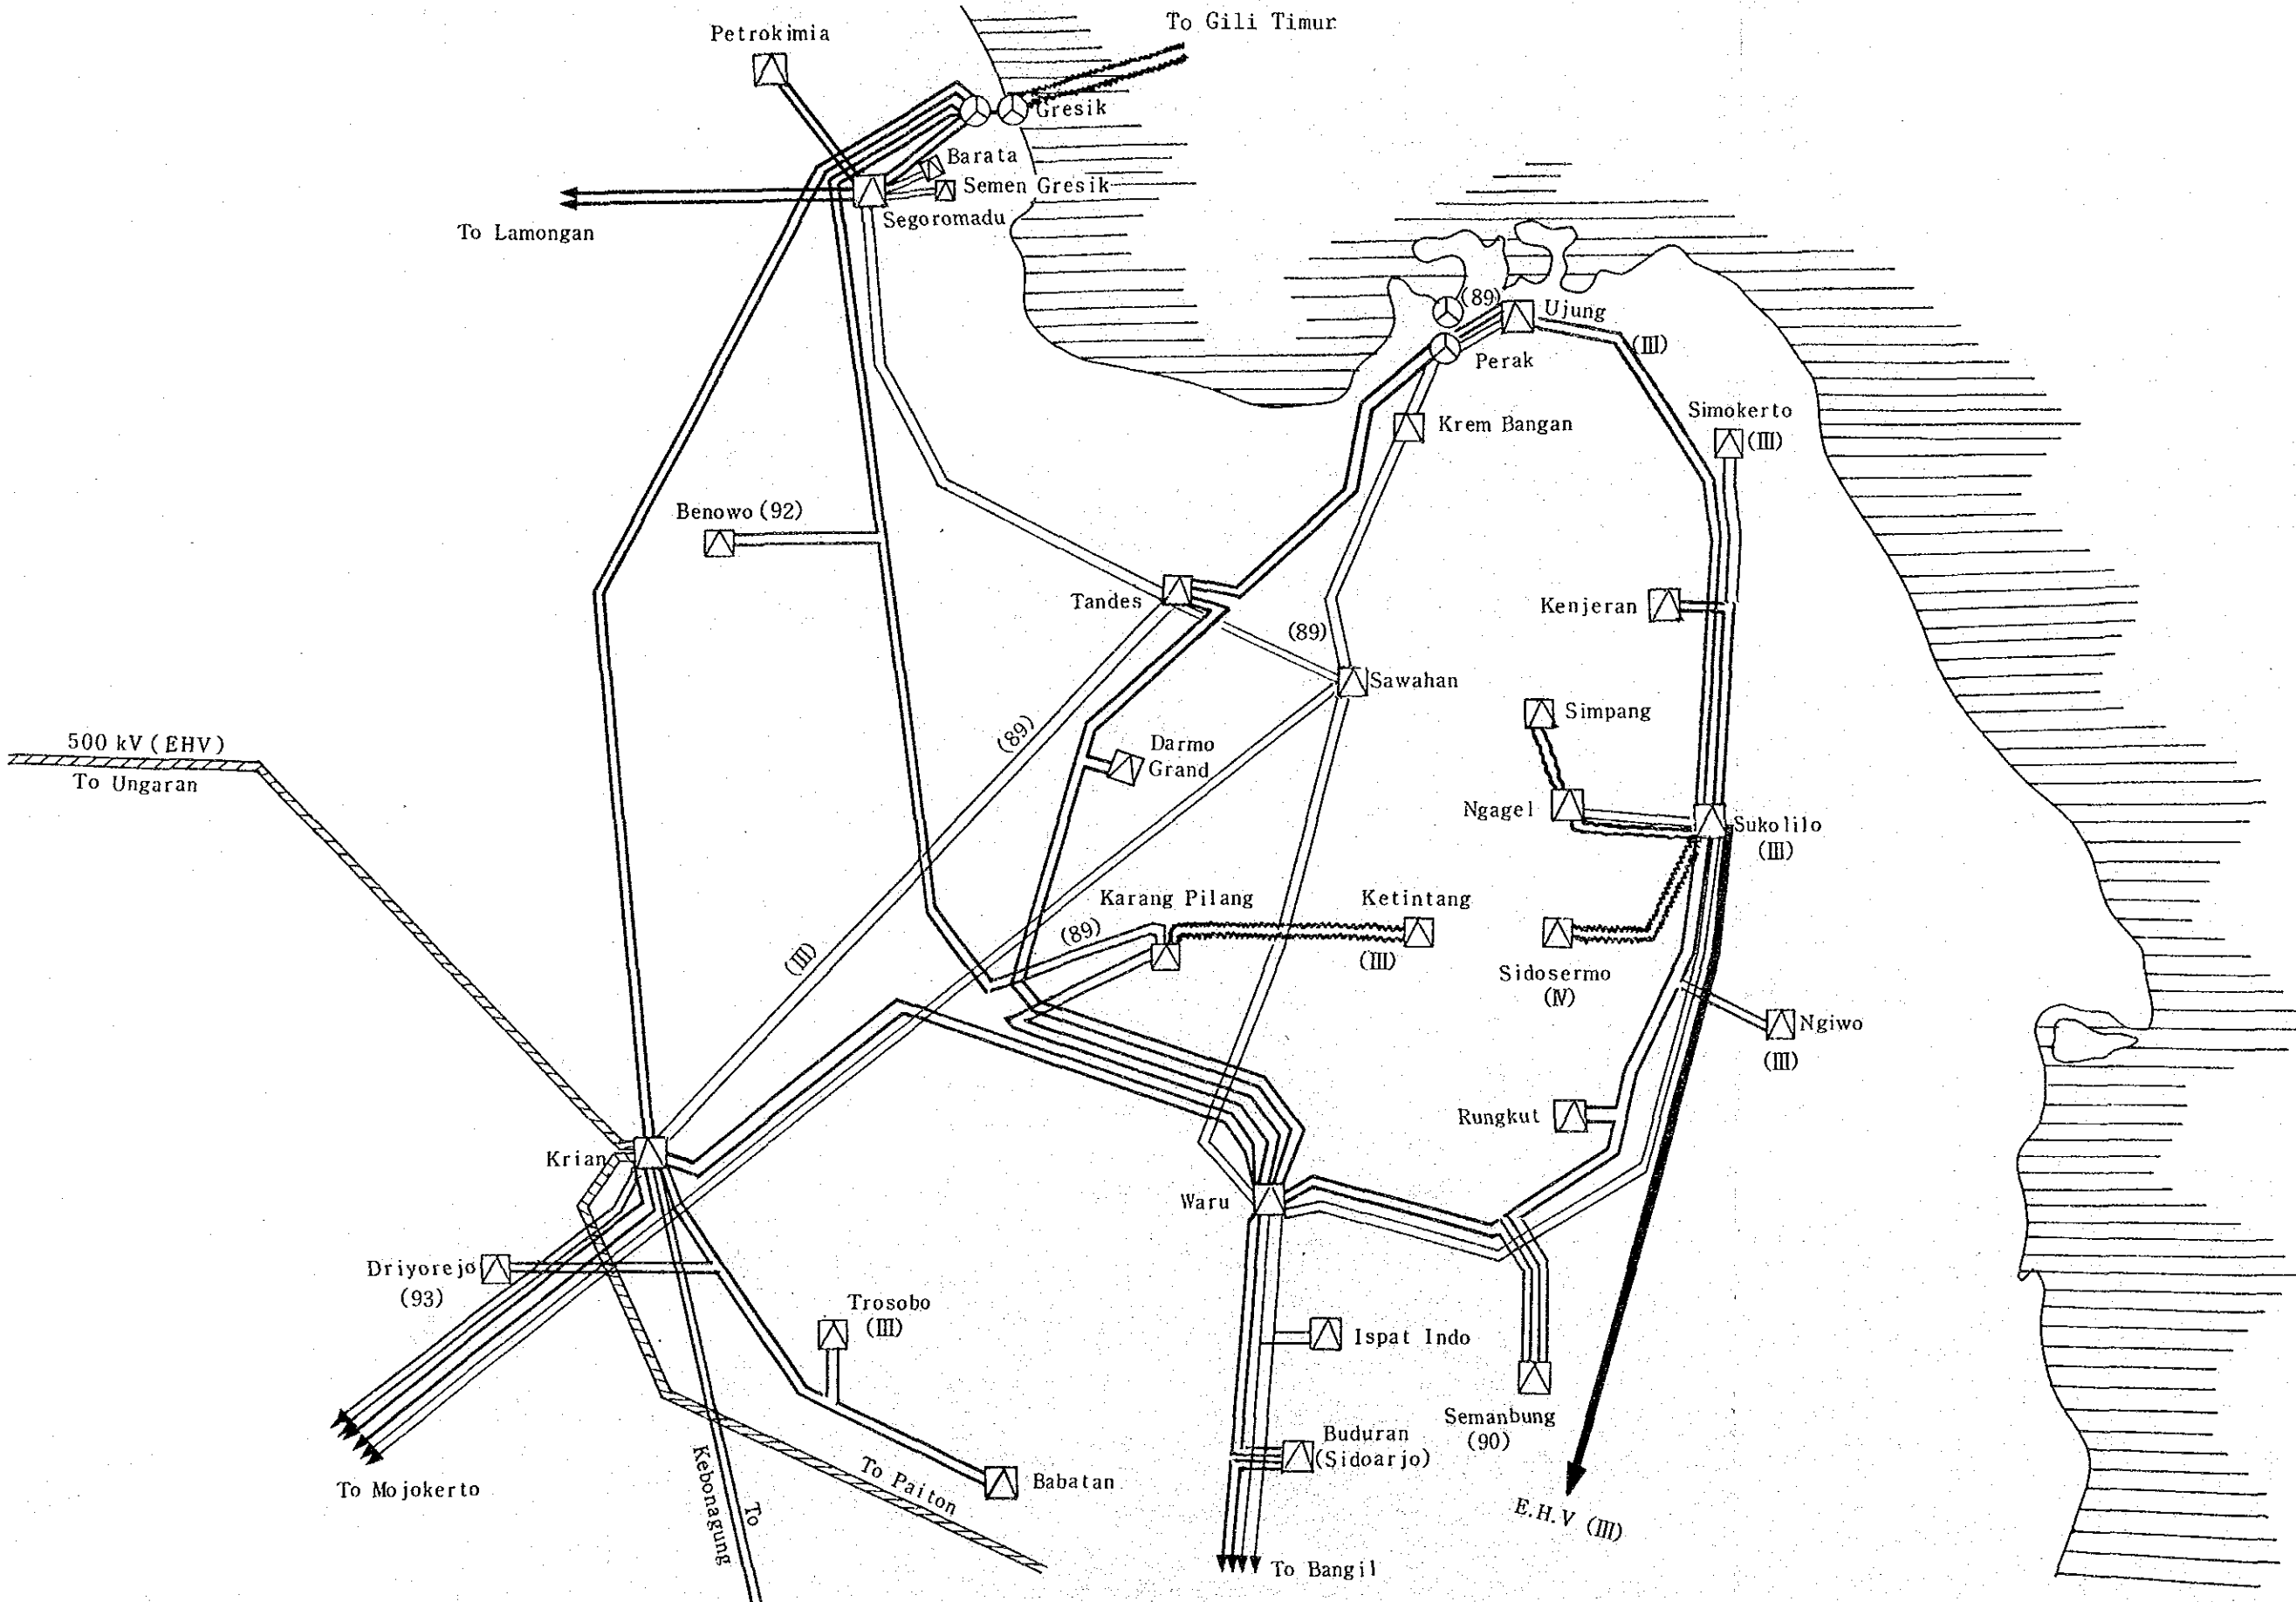 To Gili Timur
Petrokimia
Gresik
Barata
Semen Gresik
Segoromadu
To Lamongan
(89)
Ujung
(III)
Perak
Simokerto
(III)
Krem Bangan
Benowo (92)
Tandes
Kenjeran
(89)
Sawahan
Simpang
500 kV (EHV)
To Ungaran
(89)
Darmo
Grand
Ngagel
Sukolilo
(III)
Karang Pilang
Ketintang
(89)
(III)
(III)
Sidosermo
(IV)
Ngiwo
(III)
Rungkut
Krian
Waru
Driyorejo
(93)
Trosobo
(III)
Ispat Indo
Semanbung
(90)
Buduran
(Sidoarjo)
To Mojokerto
To
Kebonagung
To Paiton
Babatan
E.H.V (III)
To Bangil